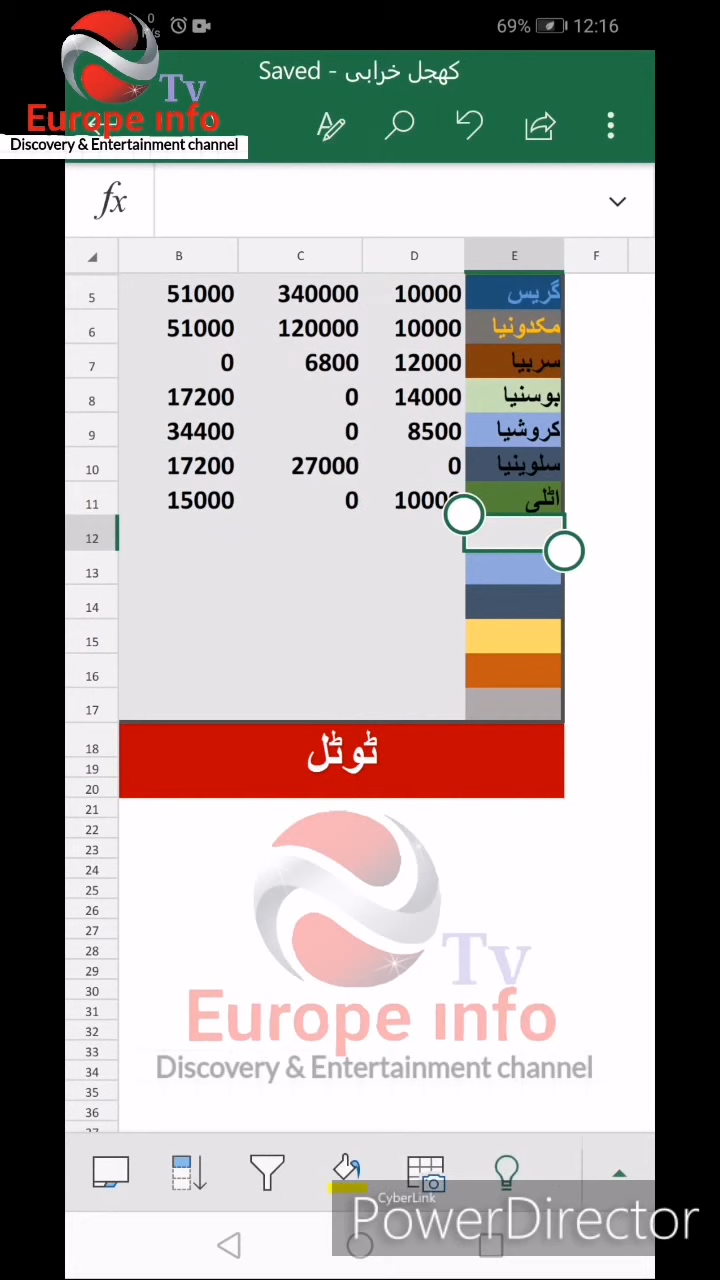 69% 12:16
Tv
Europe info
Discovery & Entertainment channel
کھجل خرابی - Saved
fx
B C D E F
5 51000 340000 10000 گریس
6 51000 120000 10000 مکدونیا
7 0 6800 12000 سربیا
8 17200 0 14000 بوسنیا
9 34400 0 8500 کروشیا
10 17200 27000 0 سلوینیا
11 15000 0 10000 اٹلی
12
13
14
15
16
17
18 ٹوٹل
19
20
21
22
23
24
25
26
27
28
29
30
31
32
33
34
35
36
Tv
Europe info
Discovery & Entertainment channel
CyberLink
PowerDirector